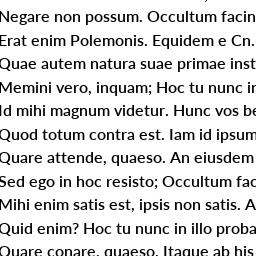 Negare non possum. Occultum facin
Erat enim Polemonis. Equidem e Cn.
Quae autem natura suae primae inst
Memini vero, inquam; Hoc tu nunc in
Id mihi magnum videtur. Hunc vos be
Quod totum contra est. Iam id ipsum
Quare attende, quaeso. An eiusdem
Sed ego in hoc resisto; Occultum fac
Mihi enim satis est, ipsis non satis. A
Quid enim? Hoc tu nunc in illo proba
Quare conare, quaeso. Itaque ab his